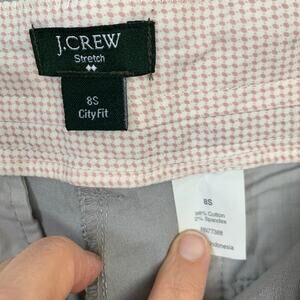 J.CREW
Stretch
8S
City Fit
8S
98% Cotton
2% Spandex
Indonesia